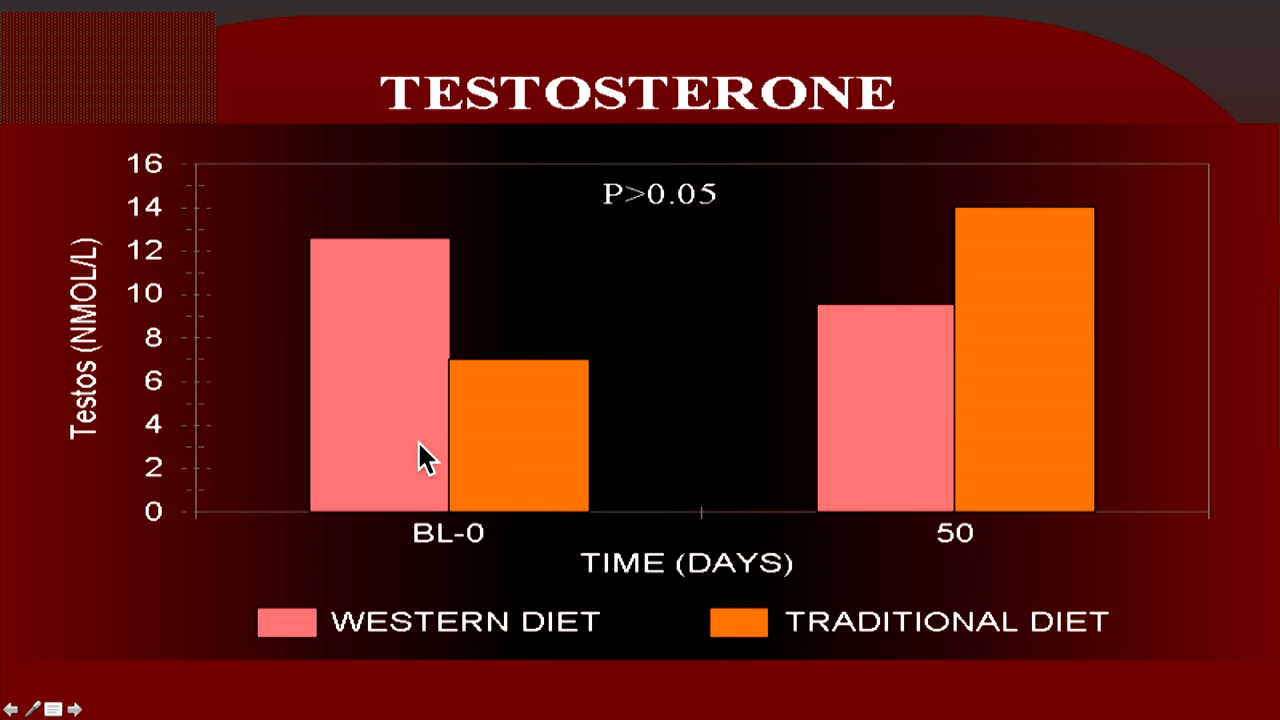 TESTOSTERONE
P>0.05
Testos (NMOL/L)
16
14
12
10
8
6
4
2
0
BL-0 50
TIME (DAYS)
WESTERN DIET TRADITIONAL DIET